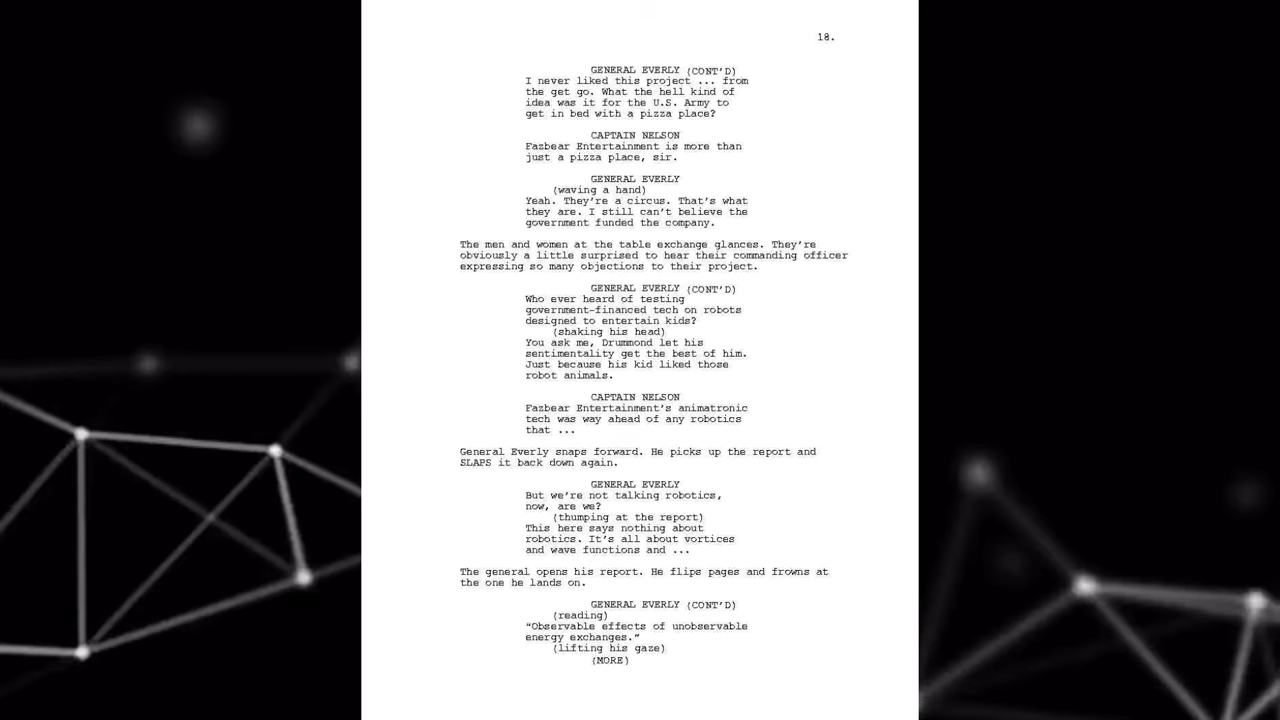 18.
GENERAL EVERLY (CONT'D)
I never liked this project ... from
the get go. What the hell kind of
idea was it for the U.S. Army to
get in bed with a pizza place?
CAPTAIN NELSON
Fazbear Entertainment is more than
just a pizza place, sir.
GENERAL EVERLY
(waving a hand)
Yeah. They're a circus. That's what
they are. I still can't believe the
government funded the company.
The men and women at the table exchange glances. They're
obviously a little surprised to hear their commanding officer
expressing so many objections to their project.
GENERAL EVERLY (CONT'D)
Who ever heard of testing
government-financed tech on robots
designed to entertain kids?
(shaking his head)
You ask me, Drummond let his
sentimentality get the best of him.
Just because his kid liked those
robot animals.
CAPTAIN NELSON
Fazbear Entertainment's animatronic
tech was way ahead of any robotics
that ...
General Everly snaps forward. He picks up the report and
SLAPS it back down again.
GENERAL EVERLY
But we're not talking robotics,
now, are we?
(thumping at the report)
This here says nothing about
robotics. It's all about vortices
and wave functions and ...
The general opens his report. He flips pages and frowns at
the one he lands on.
GENERAL EVERLY (CONT'D)
(reading)
“Observable effects of unobservable
energy exchanges.”
(lifting his gaze)
(MORE)